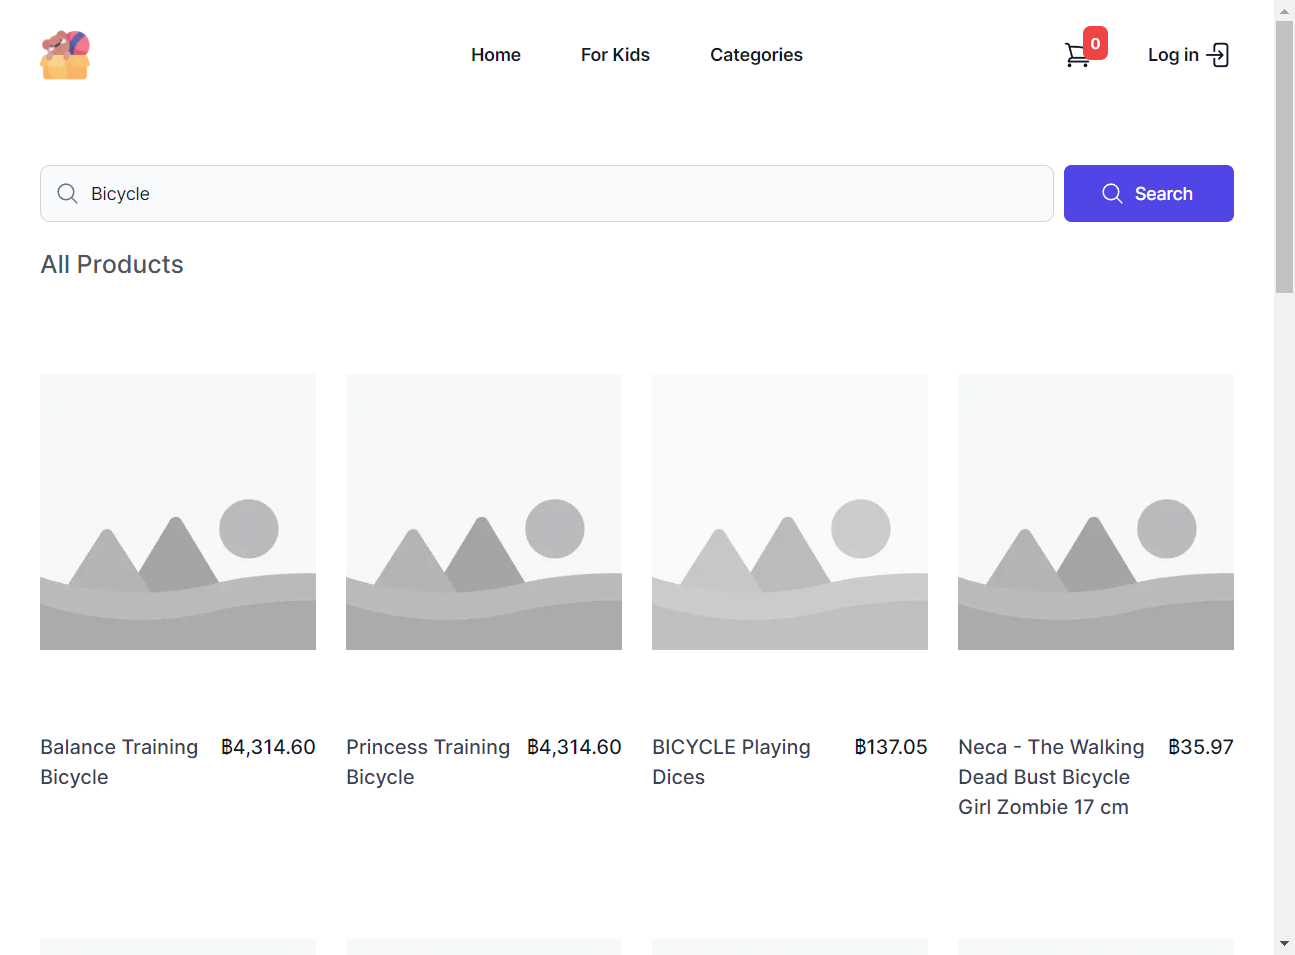 Home
For Kids
Categories
0
Log in
Bicycle
Search
All Products
Balance Training
Bicycle
฿4,314.60
Princess Training
Bicycle
฿4,314.60
BICYCLE Playing
Dices
฿137.05
Neca - The Walking
Dead Bust Bicycle
Girl Zombie 17 cm
฿35.97